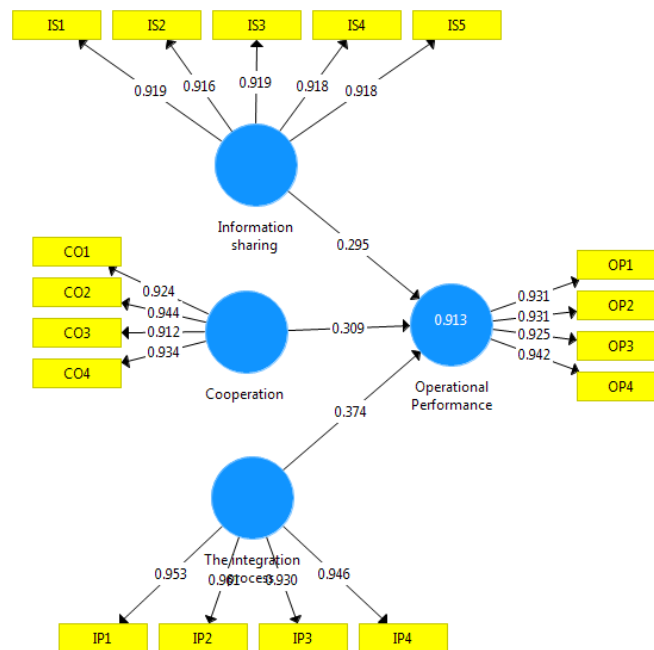 IS1 IS2 IS3 IS4 IS5
0.919 0.916 0.919 0.918 0.918
Information
sharing
0.295
CO1
CO2
CO3
CO4
0.924
0.944
0.912
0.934
Cooperation
0.309
0.913
Operational
Performance
0.931
0.931
0.925
0.942
OP1
OP2
OP3
OP4
0.374
The integration
process
0.953 0.961 0.930 0.946
IP1 IP2 IP3 IP4